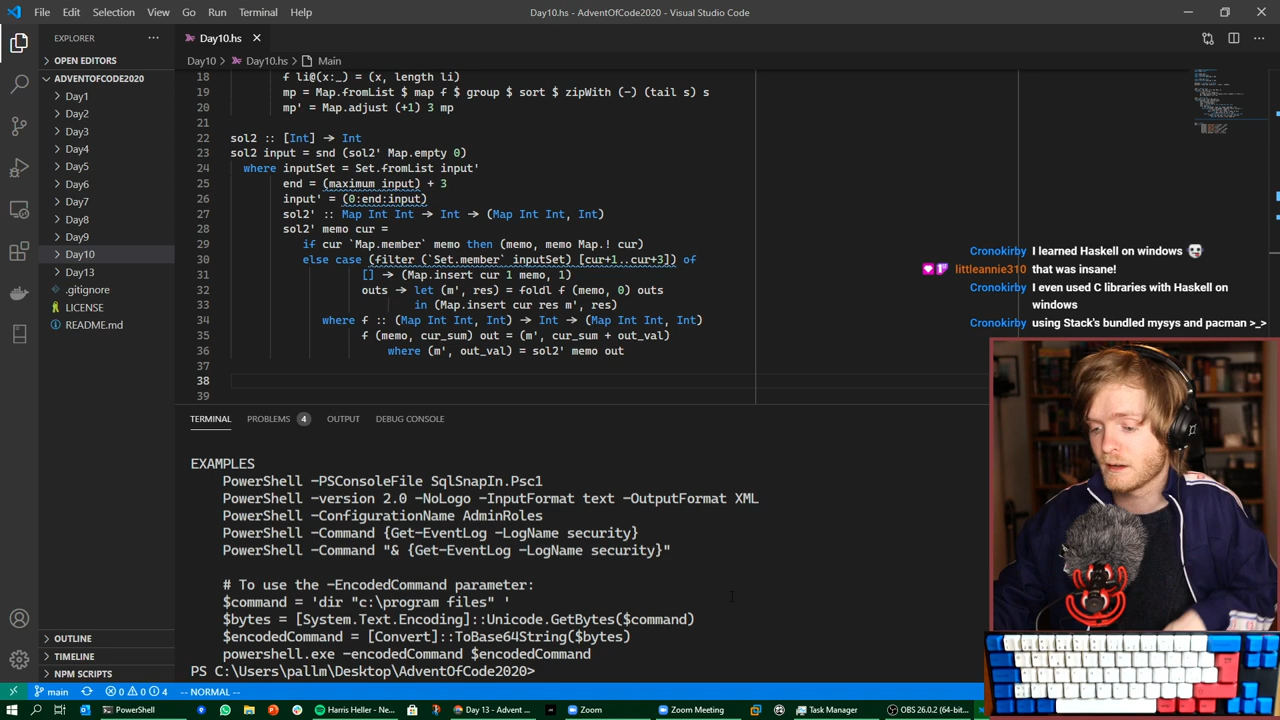 File Edit Selection View Go Run Terminal Help
Day10.hs - AdventOfCode2020 - Visual Studio Code
EXPLORER
Day10.hs
OPEN EDITORS
Day10 > Day10.hs > Main
ADVENTOFCODE2020
Day1
Day2
Day3
Day4
Day5
Day6
Day7
Day8
Day9
Day10
Day13
.gitignore
LICENSE
README.md
18 f li@(x:_) = (x, length li)
19 mp = Map.fromList $ map f $ group $ sort $ zipWith (-) (tail s) s
20 mp' = Map.adjust (+1) 3 mp
21
22 sol2 :: [Int] → Int
23 sol2 input = snd (sol2' Map.empty 0)
24 where inputSet = Set.fromList input'
25 end = (maximum input) + 3
26 input' = (0:end:input)
27 sol2' :: Map Int Int → Int → (Map Int Int, Int)
28 sol2' memo cur =
29 if cur `Map.member` memo then (memo, memo Map.! cur)
30 else case (filter (`Set.member` inputSet) [cur+1..cur+3]) of
31 [] → (Map.insert cur 1 memo, 1)
32 outs → let (m', res) = foldl f (memo, 0) outs
33 in (Map.insert cur res m', res)
34 where f :: (Map Int Int, Int) → Int → (Map Int Int, Int)
35 f (memo, cur_sum) out = (m', cur_sum + out_val)
36 where (m', out_val) = sol2' memo out
37
38
39
Cronokirby I learned Haskell on windows
littleannie310 that was insane!
Cronokirby I even used C libraries with Haskell on
windows
Cronokirby using Stack's bundled mysys and pacman >_>
TERMINAL PROBLEMS 4 OUTPUT DEBUG CONSOLE
EXAMPLES
PowerShell -PSConsoleFile SqlSnapIn.Psc1
PowerShell -version 2.0 -NoLogo -InputFormat text -OutputFormat XML
PowerShell -ConfigurationName AdminRoles
PowerShell -Command {Get-EventLog -LogName security}
PowerShell -Command "& {Get-EventLog -LogName security}"
# To use the -EncodedCommand parameter:
$command = 'dir "c:\program files" '
$bytes = [System.Text.Encoding]::Unicode.GetBytes($command)
$encodedCommand = [Convert]::ToBase64String($bytes)
powershell.exe -encodedCommand $encodedCommand
PS C:\Users\pallm\Desktop\AdventOfCode2020>
OUTLINE
TIMELINE
NPM SCRIPTS
main 0 0 4 -- NORMAL --
PowerShell
Harris Heller - Ne...
Day 13 - Advent...
Zoom
Zoom Meeting
Task Manager
OBS 26.0.2 (64-bit...